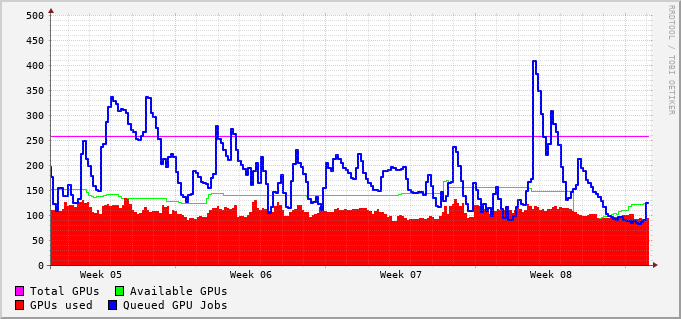 500
450
400
350
300
250
200
150
100
50
0
Week 05 Week 06 Week 07 Week 08
Total GPUs Available GPUs
GPUs used Queued GPU Jobs
RRDTOOL / TOBI OETIKER